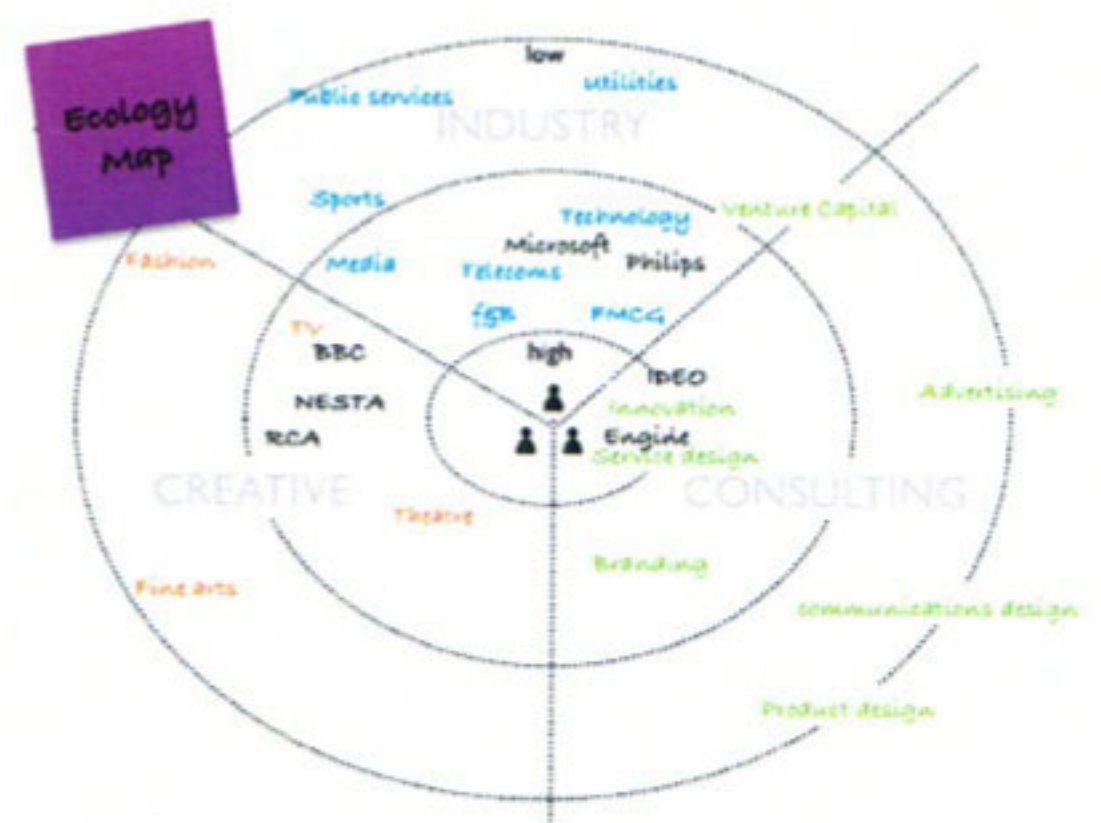 Ecology
Map
low
Public services
Utilities
INDUSTRY
Sports
Technology
Venture Capital
Microsoft
Philips
Fashion
Media
Telecoms
FMCG
TV
BBC
high
IDEO
Advertising
NESTA
Innovation
RCA
Engine
Service design
CREATIVE
CONSULTING
Theatre
Branding
Fine arts
communications design
Product design